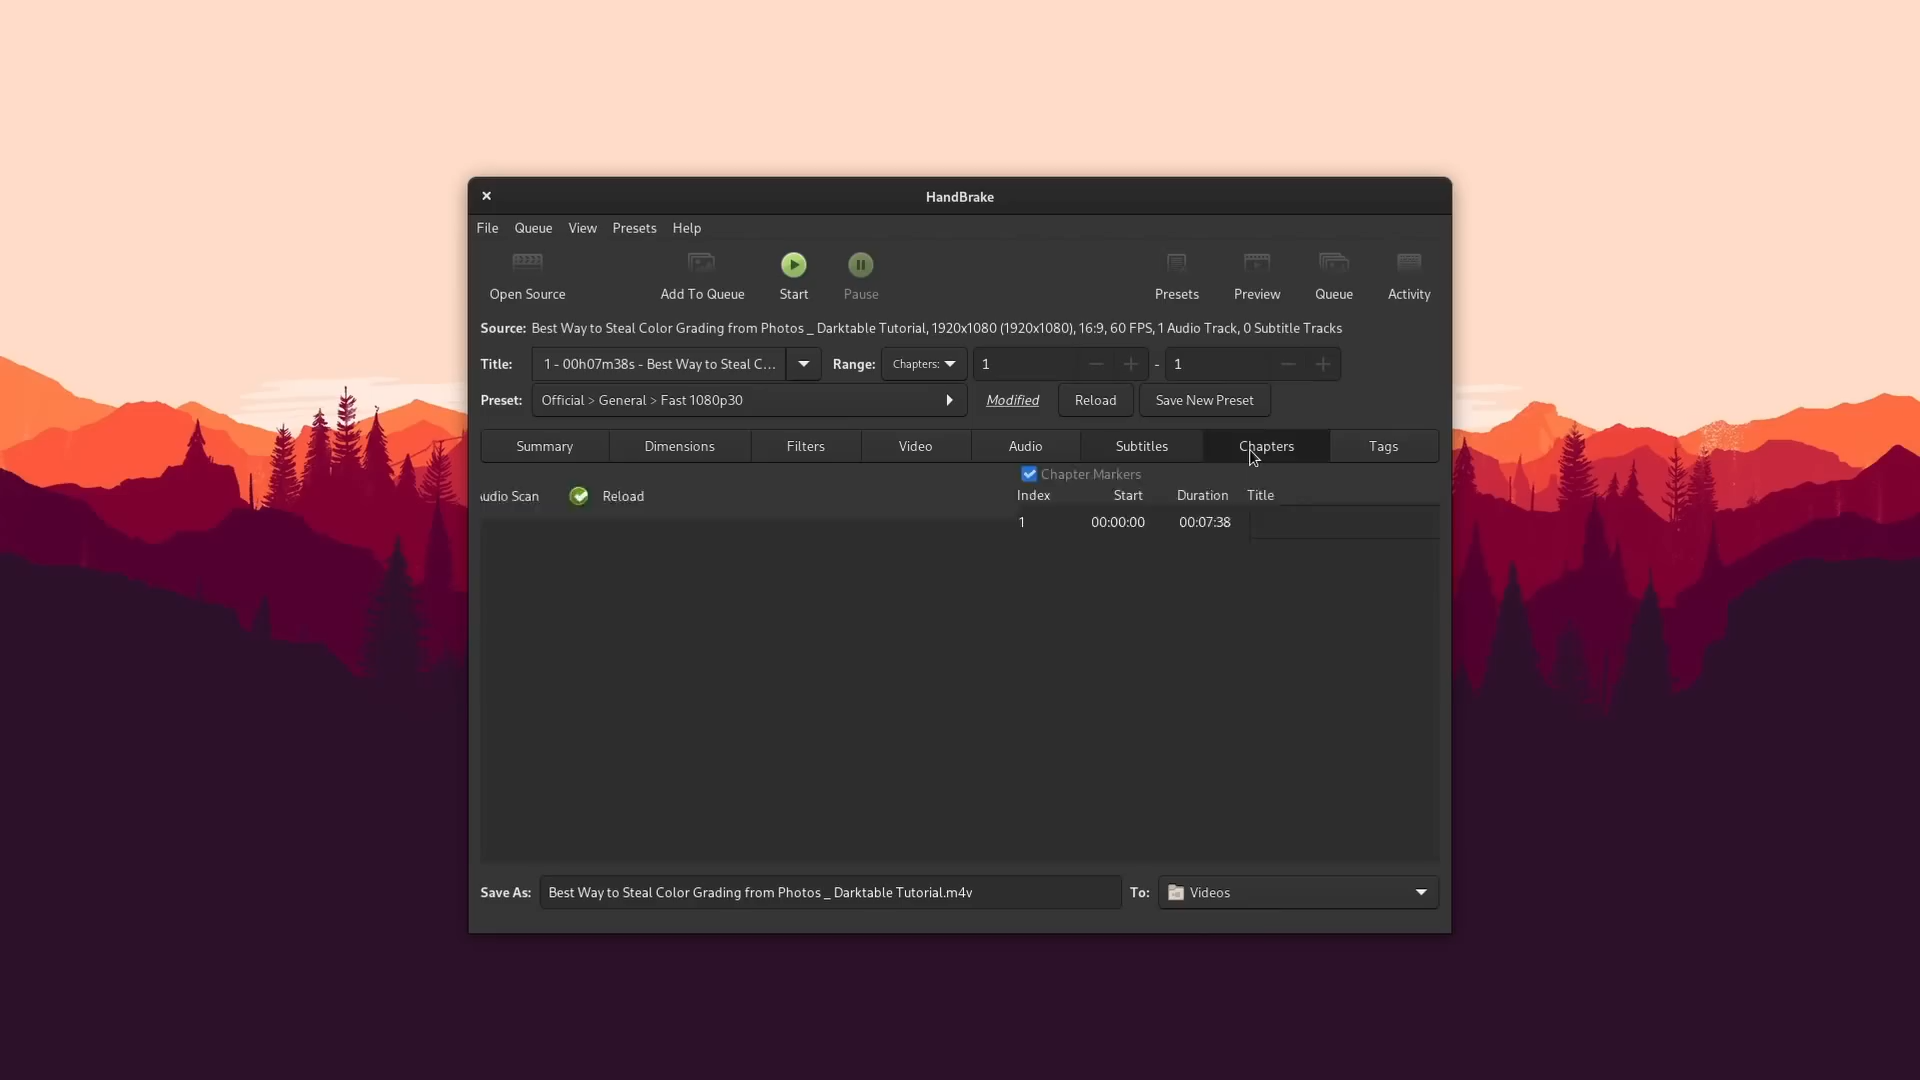 HandBrake
File Queue View Presets Help
Open Source Add To Queue Start Pause Presets Preview Queue Activity
Source: Best Way to Steal Color Grading from Photos _ Darktable Tutorial, 1920x1080 (1920x1080), 16:9, 60 FPS, 1 Audio Track, 0 Subtitle Tracks
Title: 1 - 00h07m38s - Best Way to Steal C... Range: Chapters: 1 - 1
Preset: Official > General > Fast 1080p30 Modified Reload Save New Preset
Summary Dimensions Filters Video Audio Subtitles Chapters Tags
Chapter Markers
udio Scan Reload Index Start Duration Title
1 00:00:00 00:07:38
Save As: Best Way to Steal Color Grading from Photos _ Darktable Tutorial.m4v To: Videos